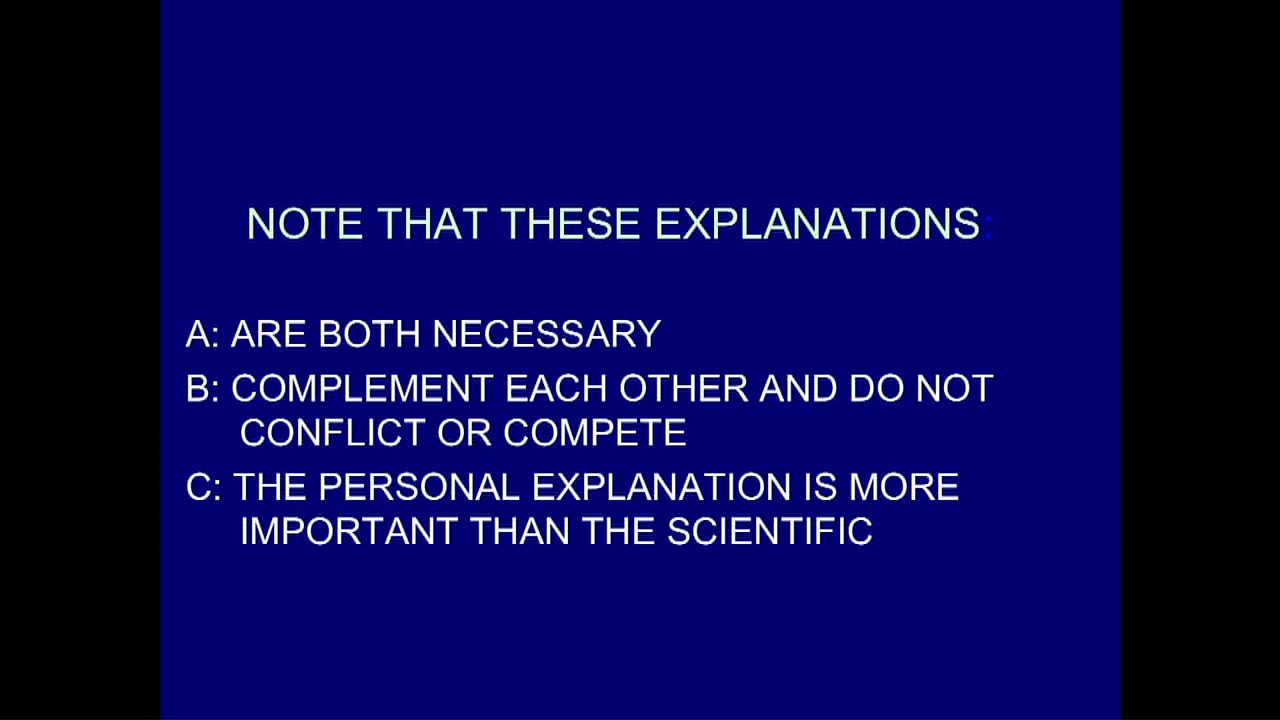 NOTE THAT THESE EXPLANATIONS:
A: ARE BOTH NECESSARY
B: COMPLEMENT EACH OTHER AND DO NOT
CONFLICT OR COMPETE
C: THE PERSONAL EXPLANATION IS MORE
IMPORTANT THAN THE SCIENTIFIC